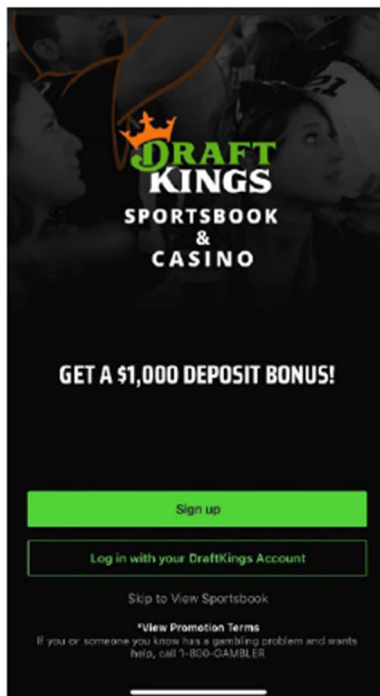 DRAFT
KINGS
SPORTSBOOK
&
CASINO
21
GET A $1,000 DEPOSIT BONUS!
Sign up
Log in with your DraftKings Account
Skip to View Sportsbook
*View Promotion Terms
If you or someone you know has a gambling problem and wants
help, call 1-800-GAMBLER